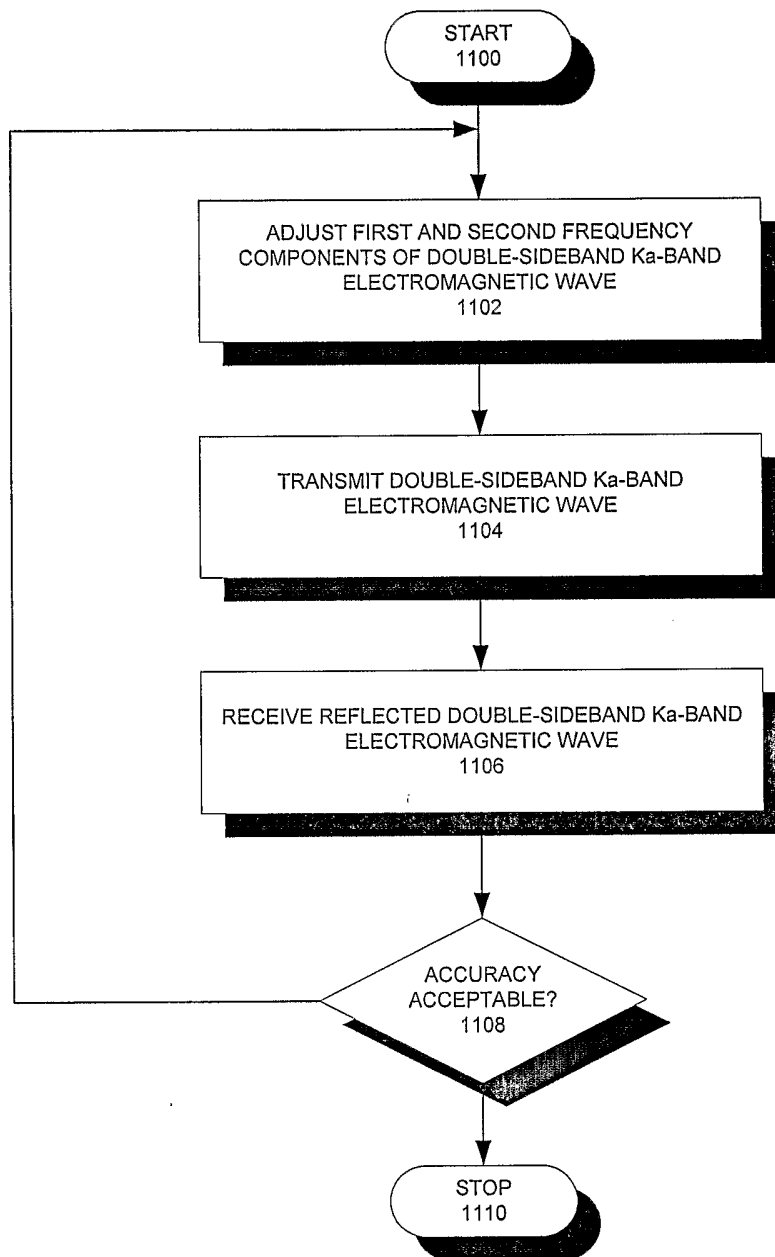 START
1100
ADJUST FIRST AND SECOND FREQUENCY
COMPONENTS OF DOUBLE-SIDEBAND Ka-BAND
ELECTROMAGNETIC WAVE
1102
TRANSMIT DOUBLE-SIDEBAND Ka-BAND
ELECTROMAGNETIC WAVE
1104
RECEIVE REFLECTED DOUBLE-SIDEBAND Ka-BAND
ELECTROMAGNETIC WAVE
1106
ACCURACY
ACCEPTABLE?
1108
STOP
1110